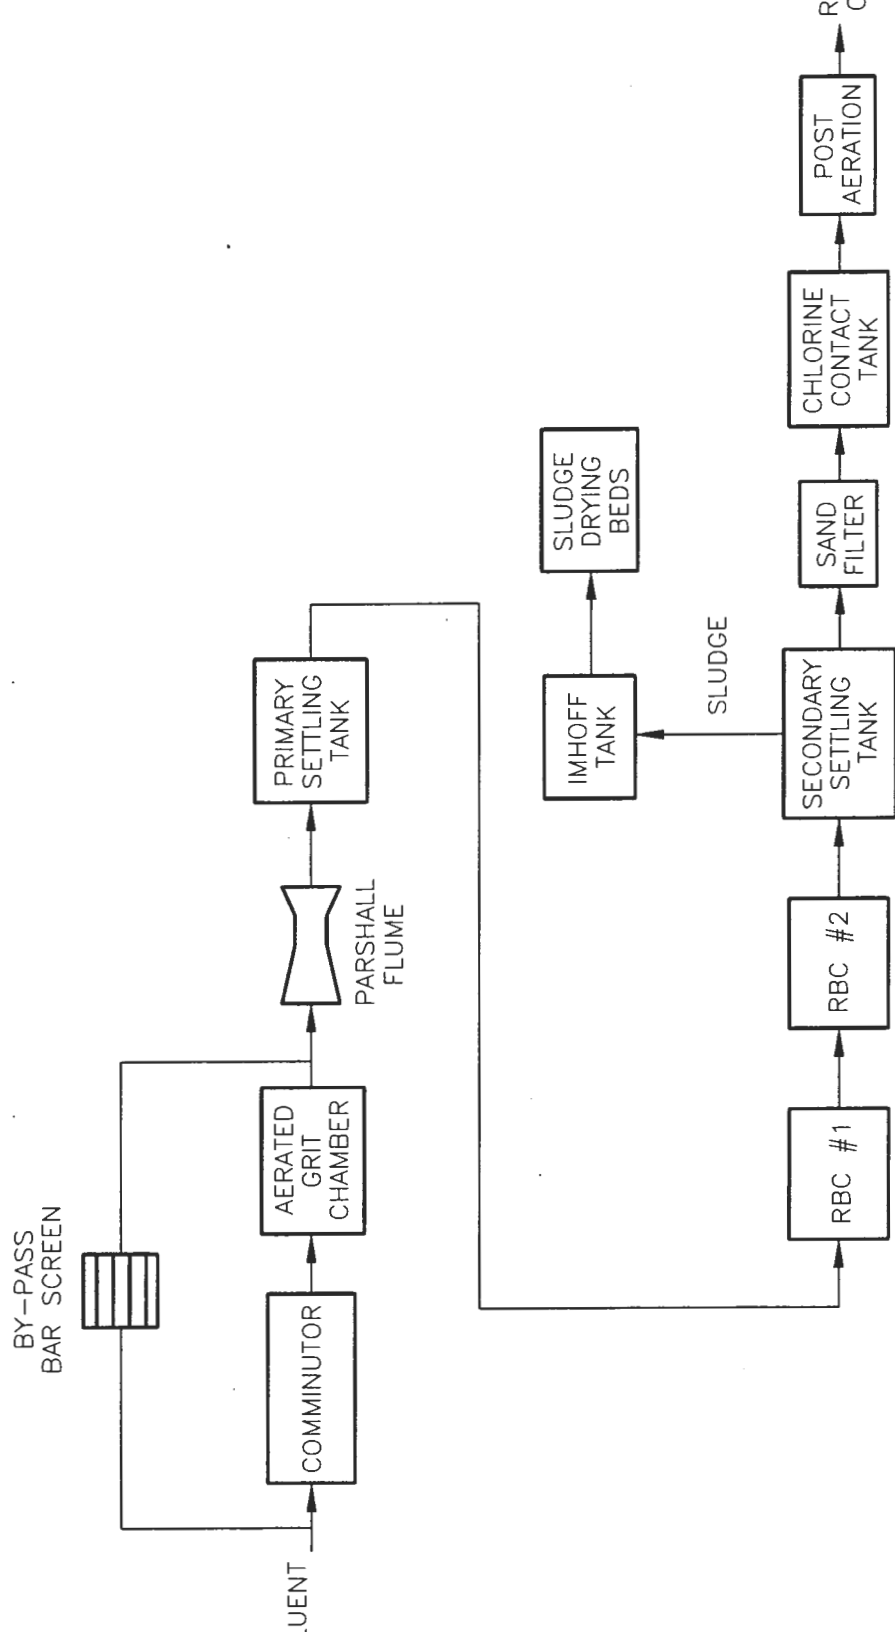 BY-PASS
BAR SCREEN
LUENT
COMMINUTOR
AERATED
GRIT
CHAMBER
PARSHALL
FLUME
PRIMARY
SETTLING
TANK
IMHOFF
TANK
SLUDGE
DRYING
BEDS
SLUDGE
RBC #1
RBC #2
SECONDARY
SETTLING
TANK
SAND
FILTER
CHLORINE
CONTACT
TANK
POST
AERATION
R